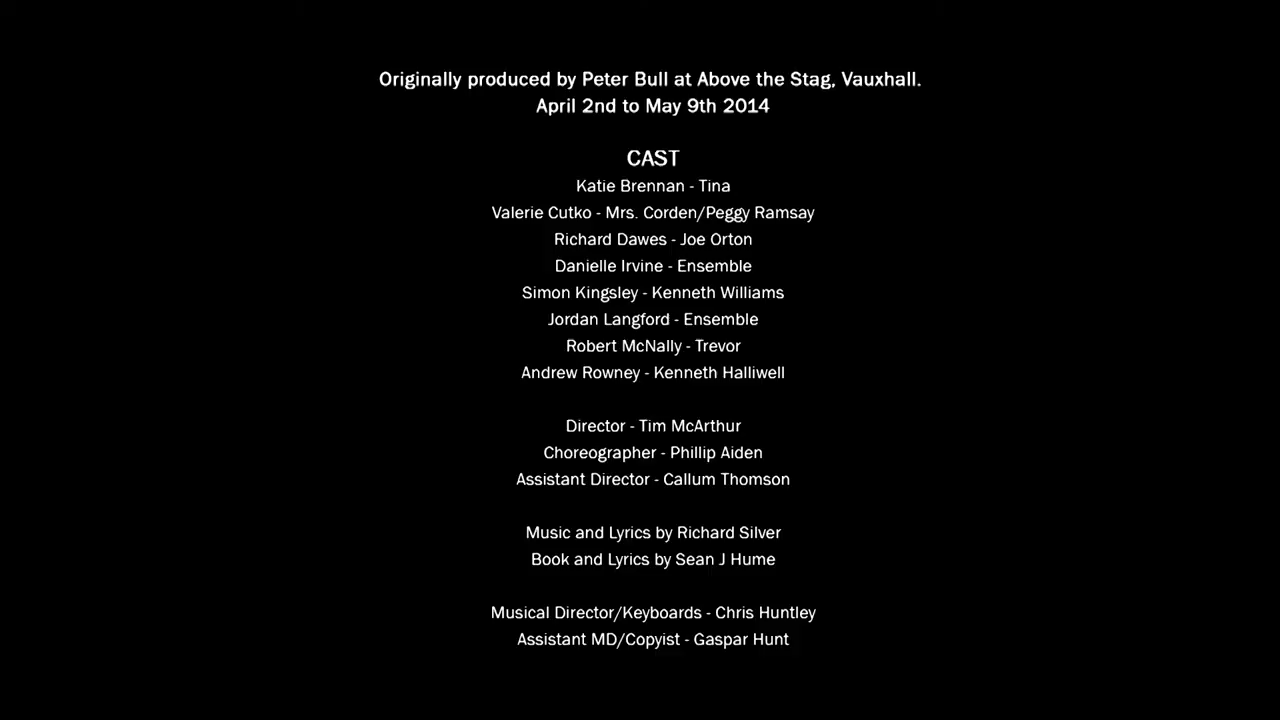 Originally produced by Peter Bull at Above the Stag, Vauxhall.
April 2nd to May 9th 2014
CAST
Katie Brennan - Tina
Valerie Cutko - Mrs. Corden/Peggy Ramsay
Richard Dawes - Joe Orton
Danielle Irvine - Ensemble
Simon Kingsley - Kenneth Williams
Jordan Langford - Ensemble
Robert McNally - Trevor
Andrew Rowney - Kenneth Halliwell
Director - Tim McArthur
Choreographer - Phillip Aiden
Assistant Director - Callum Thomson
Music and Lyrics by Richard Silver
Book and Lyrics by Sean J Hume
Musical Director/Keyboards - Chris Huntley
Assistant MD/Copyist - Gaspar Hunt